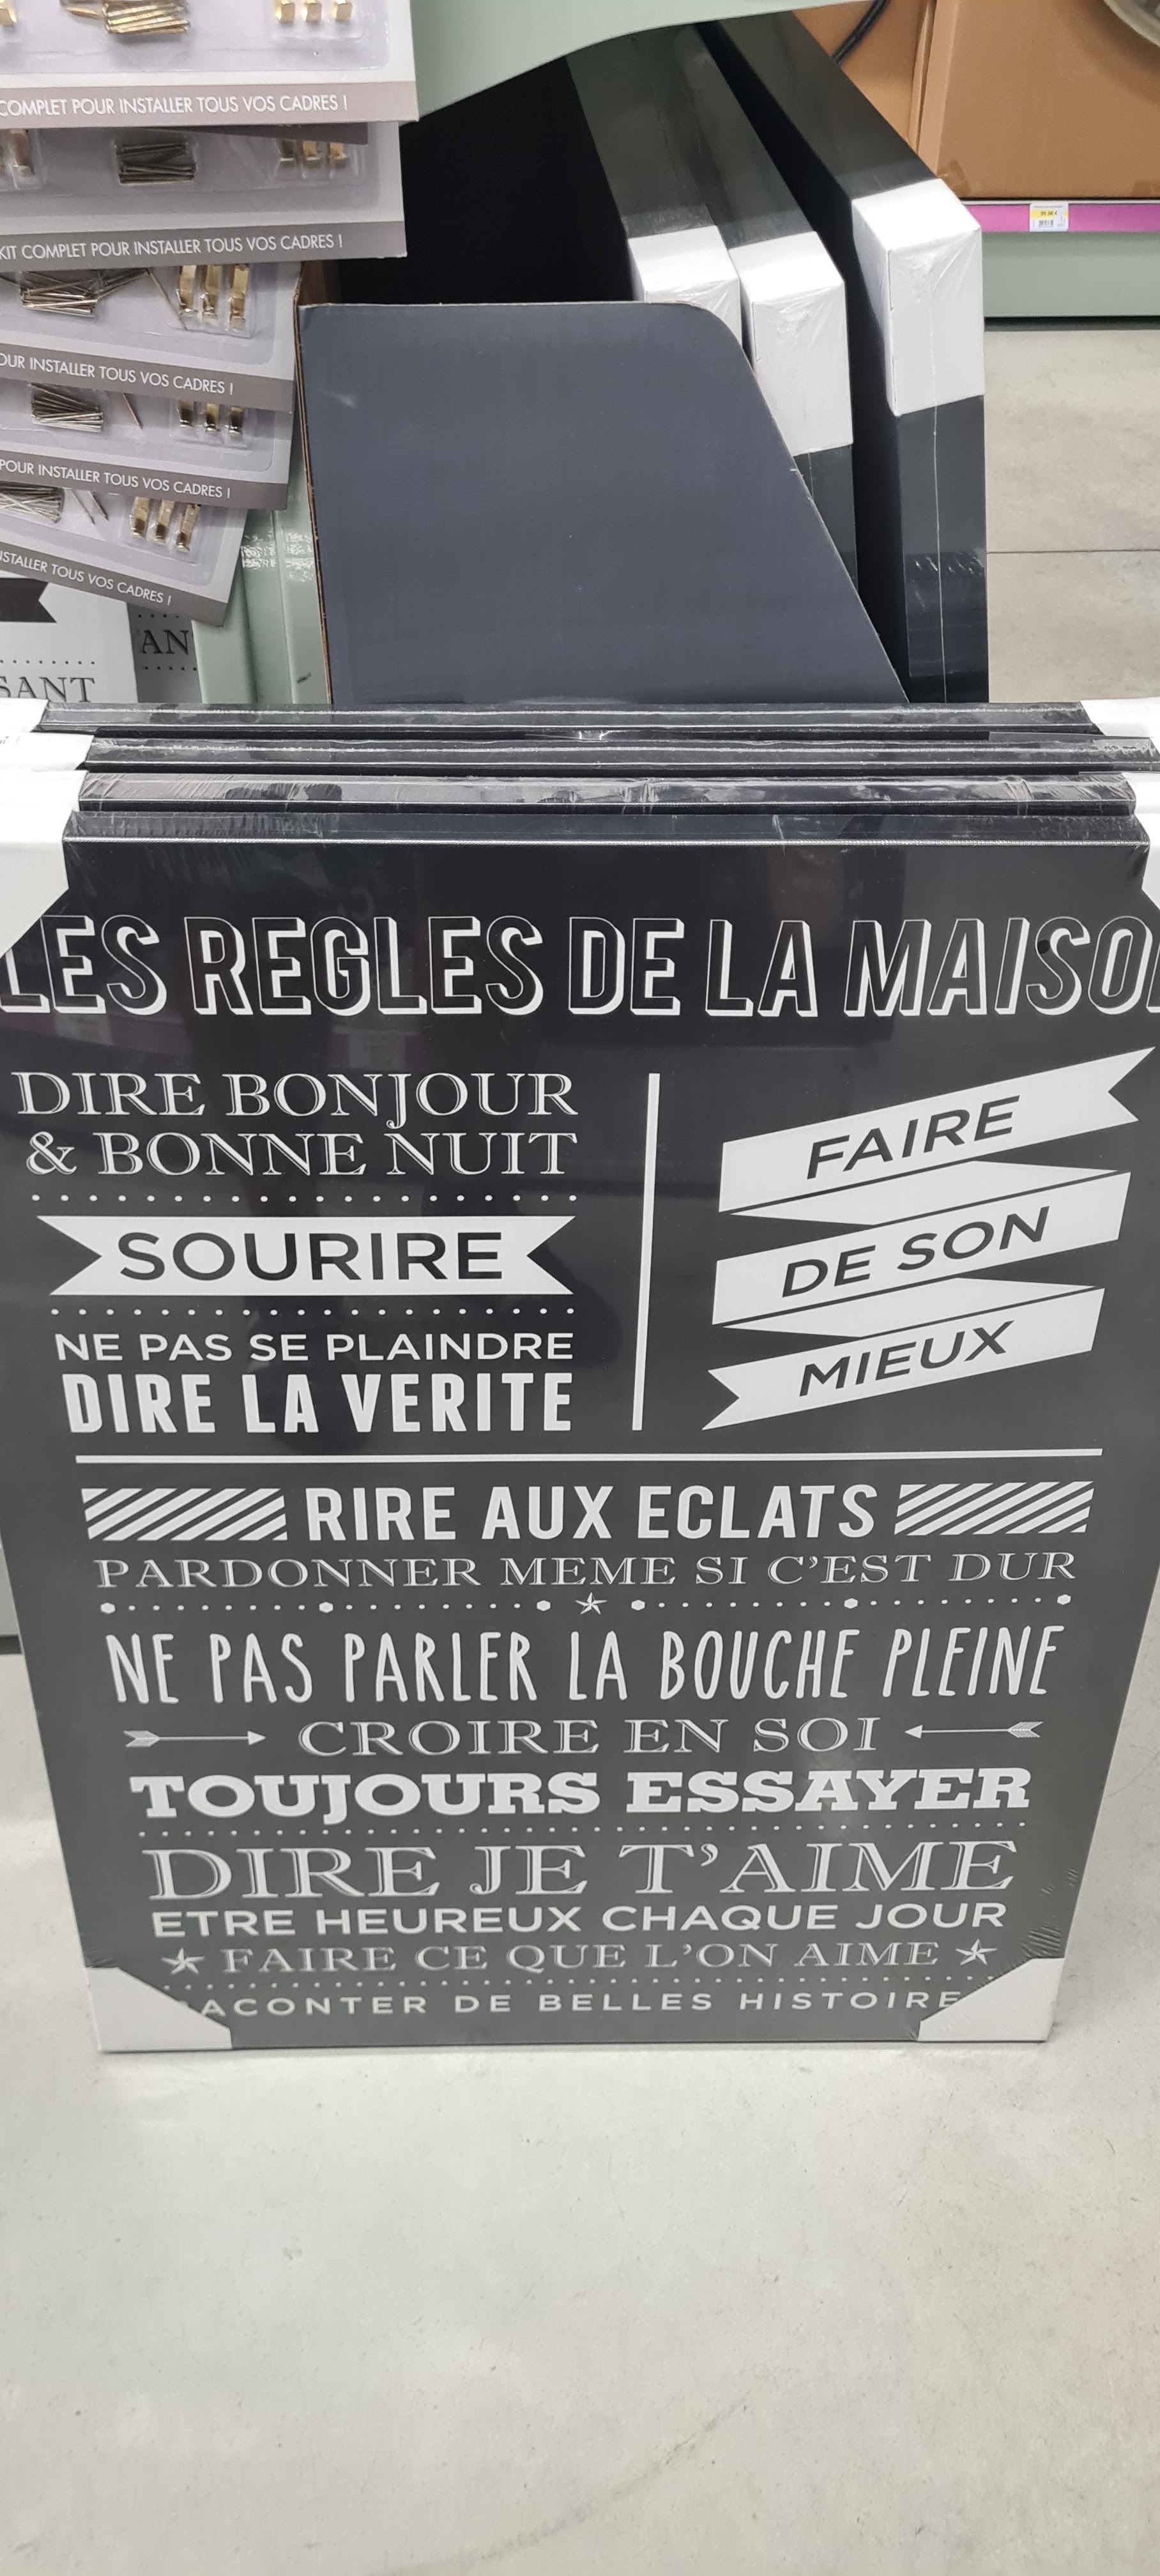 COMPLET POUR INSTALLER TOUS VOS CADRES !
KIT COMPLET POUR INSTALLER TOUS VOS CADRES !
INSTALLER TOUS VOS CADRES !
POUR INSTALLER TOUS VOS CADRES !
TOUS VOS CADRES !
LES REGLES DE LA
DIRE BONJOUR
& BONNE NUIT
SOURIRE
NE PAS SE PLAINDRE
DIRE LA VERITE
FAIRE
DE SON
MIEUX
RIRE AUX ECLATS
PARDONNER MEME SI C'EST DUR
NE PAS PARLER LA BOUCHE PLEINE
CROIRE EN SOI
TOUJOURS ESSAYER
DIRE JE T'AIME
ETRE HEUREUX CHAQUE JOUR
FAIRE CE QUE L'ON AIME
ACONTER DE BELLES HISTOIRE